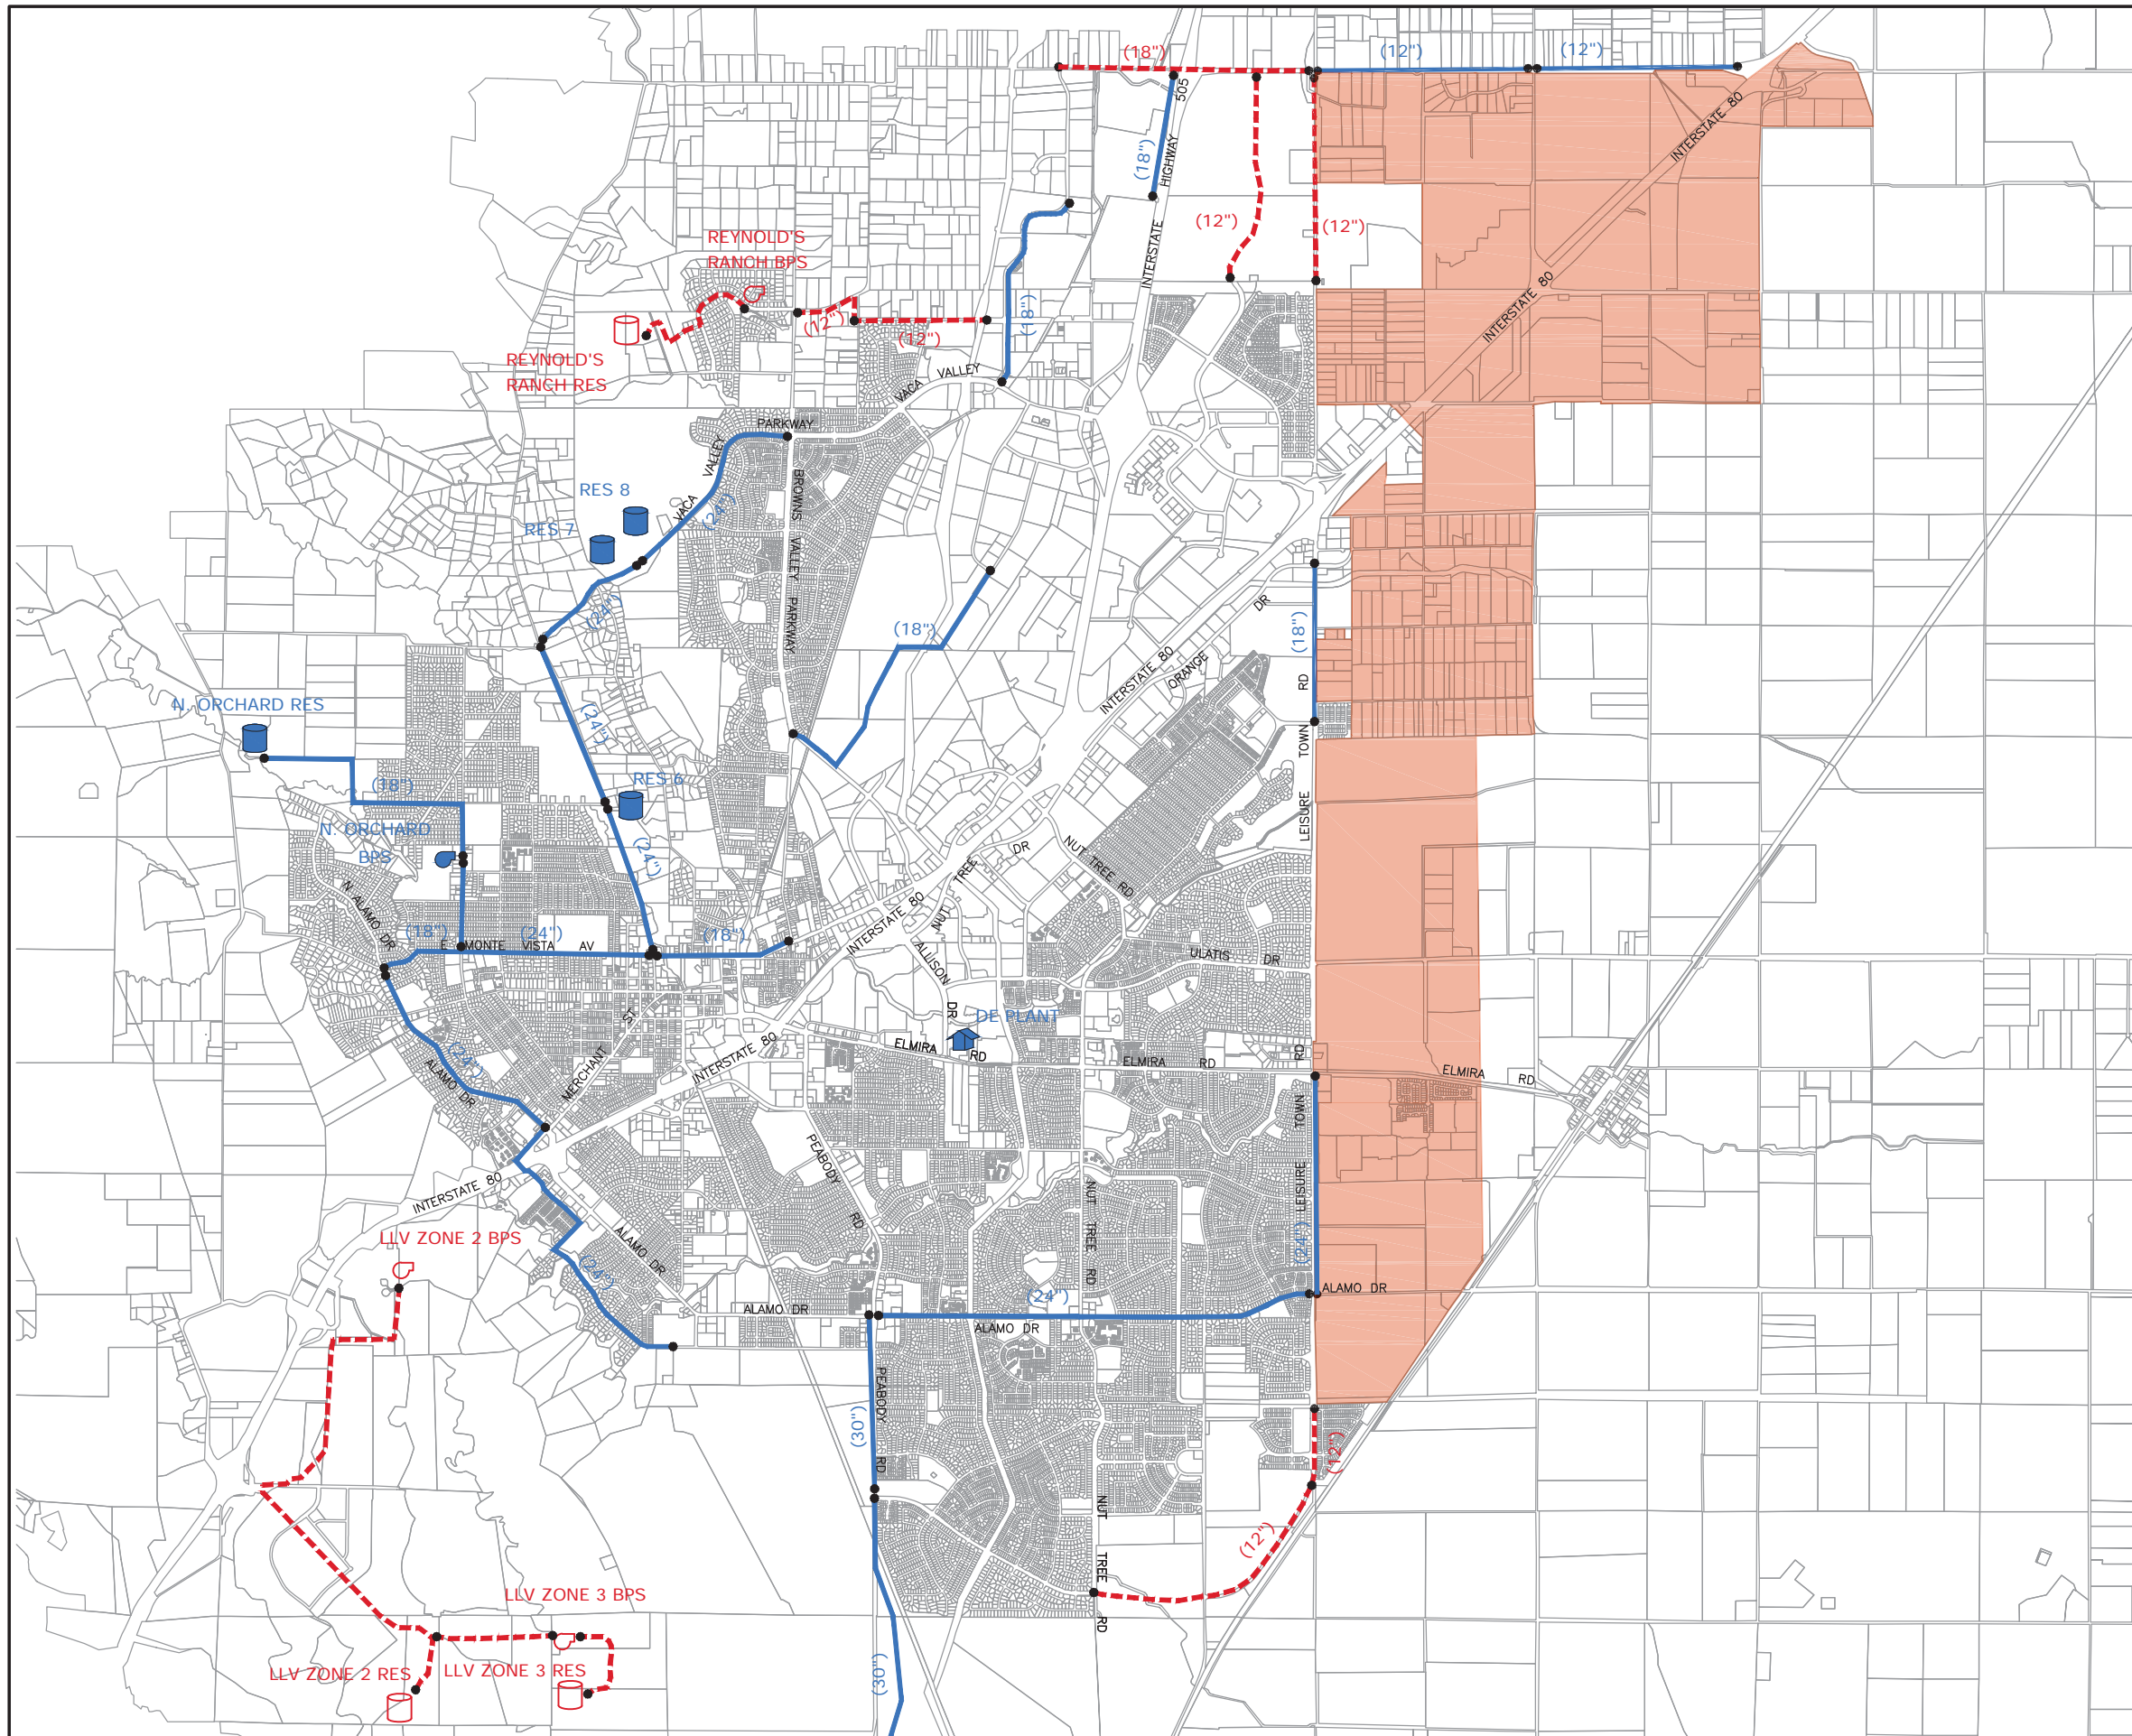 (18")
(12")
(12")
505
HIGHWAY
INTERSTATE
(18")
(12")
(12")
INTERSTATE 80
REYNOLD'S
RANCH BPS
INTERSTATE 80
(12")
(12")
(18")
REYNOLD'S
RANCH RES
VACA VALLEY
PARKWAY
VACA VALLEY
(24")
RES 8
RES 7
BROWNS VALLEY PARKWAY
(24")
(18")
(18")
ORANGE DR
INTERSTATE 80
LEISURE TOWN RD
N. ORCHARD RES
(24")
(18")
RES 6
N. ORCHARD
BPS
(24")
NUT TREE DR
NUT TREE RD
N ALAMO DR
(18")
E MONTE VISTA AV
(24")
(18")
INTERSTATE 80
ALLISON DR
ULATIS DR
DE PLANT
ELMIRA RD
ELMIRA RD
ELMIRA RD
MERCHANT ST
INTERSTATE 80
(24")
ALAMO DR
PEABODY RD
LEISURE TOWN RD
NUT TREE RD
INTERSTATE 80
LLV ZONE 2 BPS
ALAMO DR
(24")
(24")
ALAMO DR
(24")
ALAMO DR
ALAMO DR
PEABODY RD
(30")
(12")
(12")
NUT TREE RD
LLV ZONE 3 BPS
LLV ZONE 2 RES
LLV ZONE 3 RES
(30")